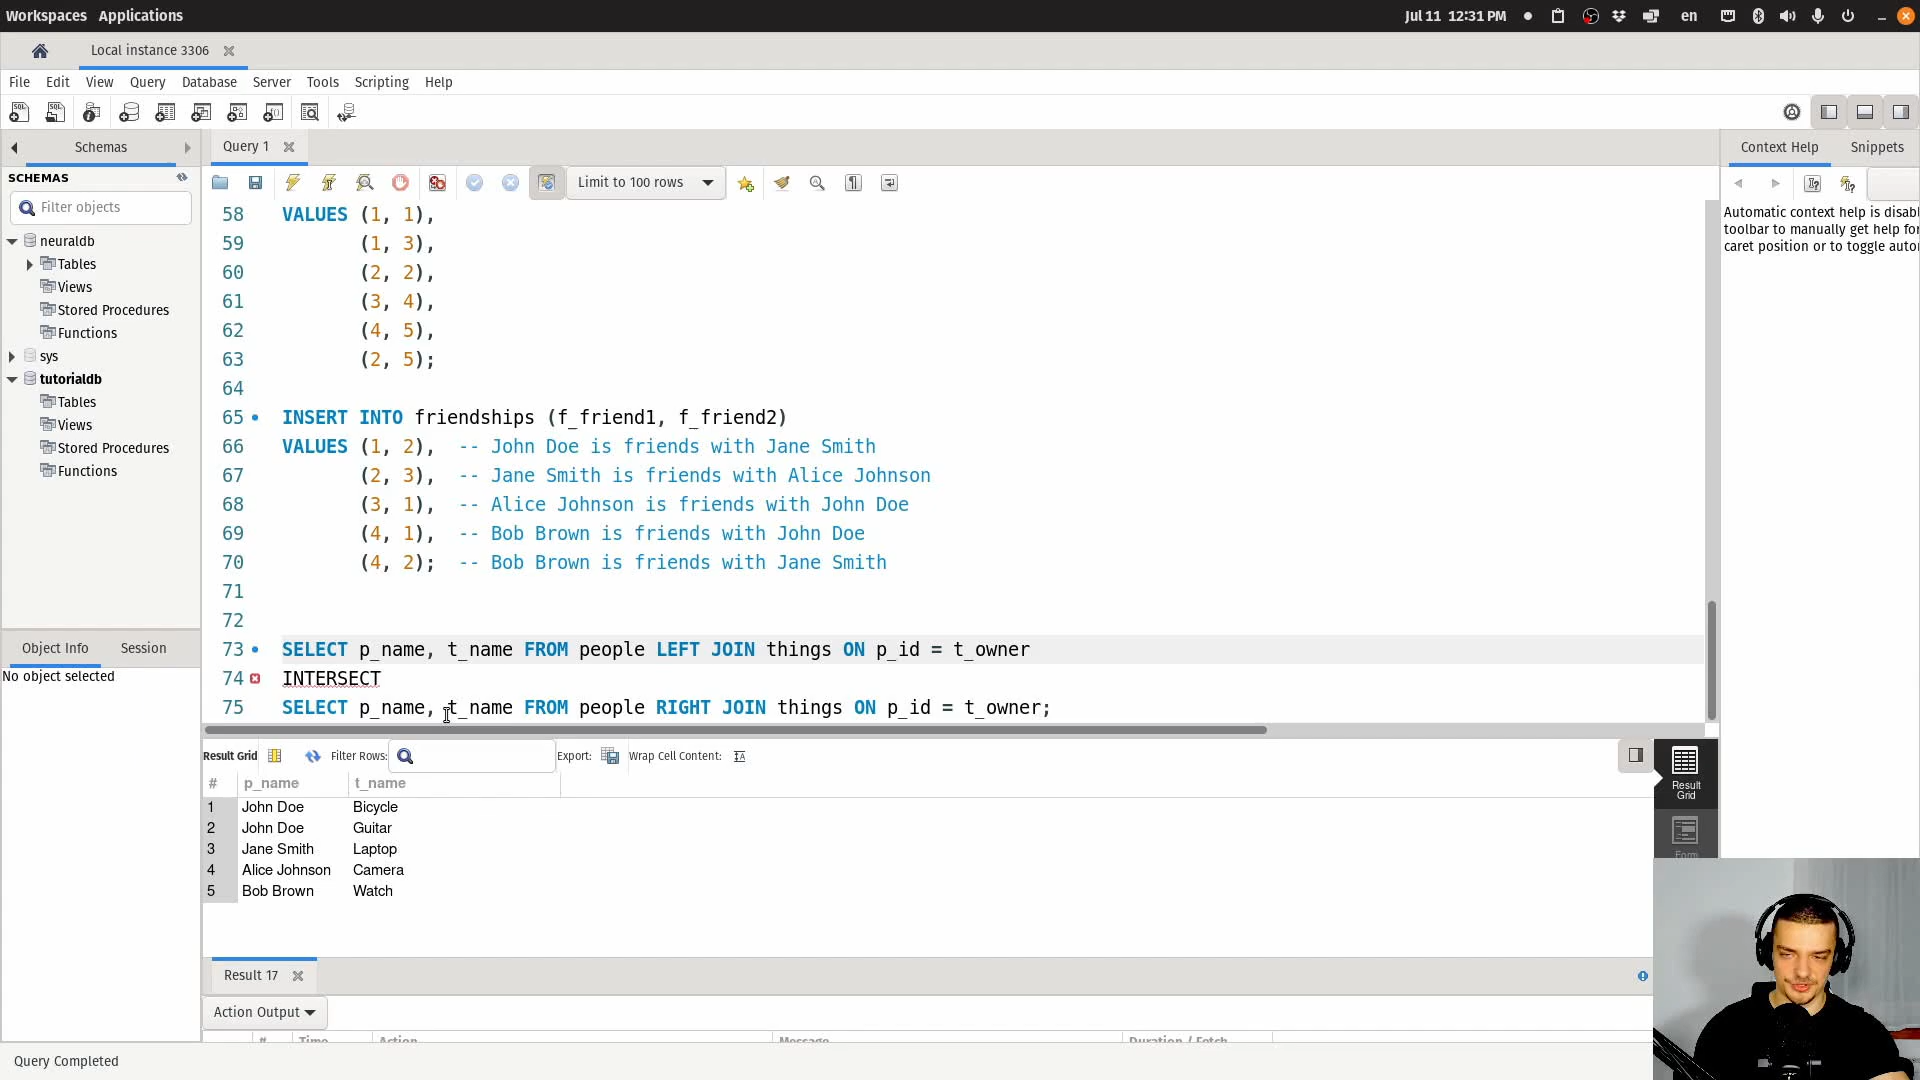 Workspaces Applications
Jul 11 12:31 PM
en
Local instance 3306
File Edit View Query Database Server Tools Scripting Help
Schemas
Query 1
Context Help Snippets
SCHEMAS
Filter objects
Limit to 100 rows
neuraldb
Tables
Views
Stored Procedures
Functions
sys
tutorialdb
Tables
Views
Stored Procedures
Functions
Object Info Session
No object selected
58 VALUES (1, 1),
59 (1, 3),
60 (2, 2),
61 (3, 4),
62 (4, 5),
63 (2, 5);
64
65 INSERT INTO friendships (f_friend1, f_friend2)
66 VALUES (1, 2), -- John Doe is friends with Jane Smith
67 (2, 3), -- Jane Smith is friends with Alice Johnson
68 (3, 1), -- Alice Johnson is friends with John Doe
69 (4, 1), -- Bob Brown is friends with John Doe
70 (4, 2); -- Bob Brown is friends with Jane Smith
71
72
73 SELECT p_name, t_name FROM people LEFT JOIN things ON p_id = t_owner
74 INTERSECT
75 SELECT p_name, t_name FROM people RIGHT JOIN things ON p_id = t_owner;
Automatic context help is disabl
toolbar to manually get help for
caret position or to toggle auto
Result Grid Filter Rows: Export: Wrap Cell Content:
# p_name t_name
1 John Doe Bicycle
2 John Doe Guitar
3 Jane Smith Laptop
4 Alice Johnson Camera
5 Bob Brown Watch
Result
Grid
Form
Result 17
Action Output
# Time Action Message Duration / Fetch
Query Completed